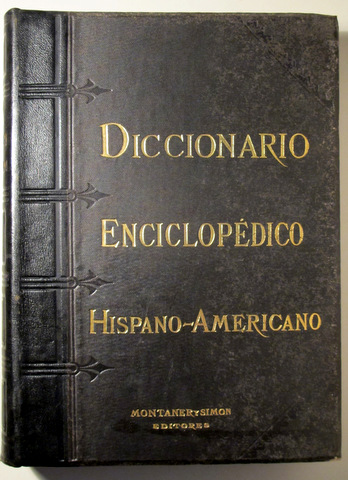 DICCIONARIO
ENCICLOPÉDICO
HISPANO-AMERICANO
MONTANER Y SIMON
EDITORES